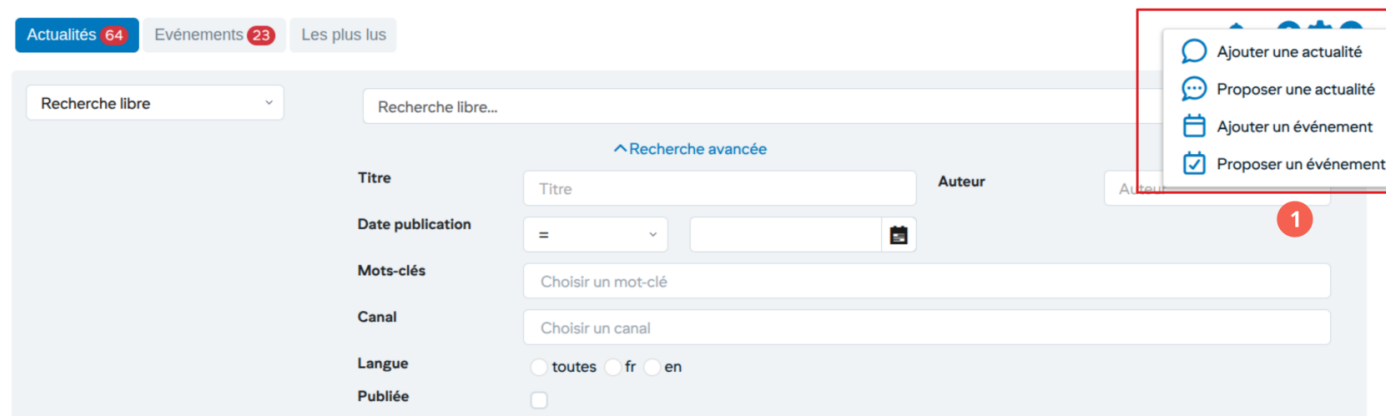 Actualités 64 Evénements 23 Les plus lus
Ajouter une actualité
Proposer une actualité
Ajouter un événement
Proposer un événement
1
Recherche libre
Recherche libre...
Recherche avancée
Titre Titre Auteur Auteur
Date publication =
Mots-clés Choisir un mot-clé
Canal Choisir un canal
Langue toutes fr en
Publiée